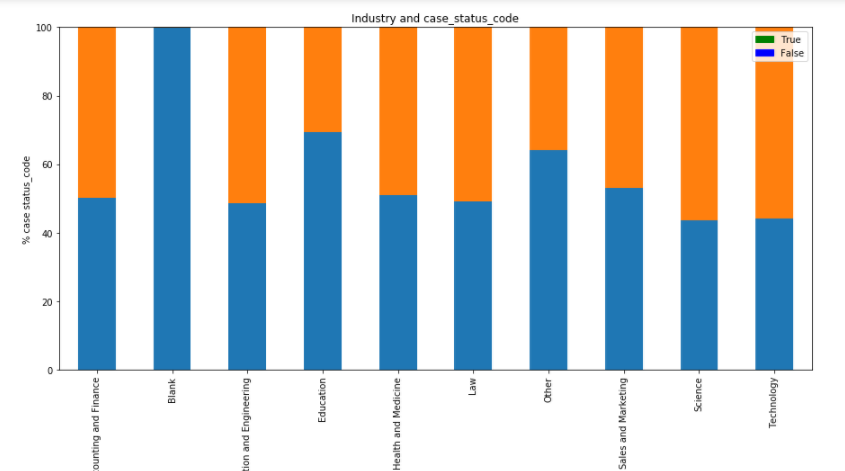 Industry and case_status_code
True
False
% case status_code
100
80
60
40
20
0
ounting and Finance
Blank
tion and Engineering
Education
Health and Medicine
Law
Other
Sales and Marketing
Science
Technology